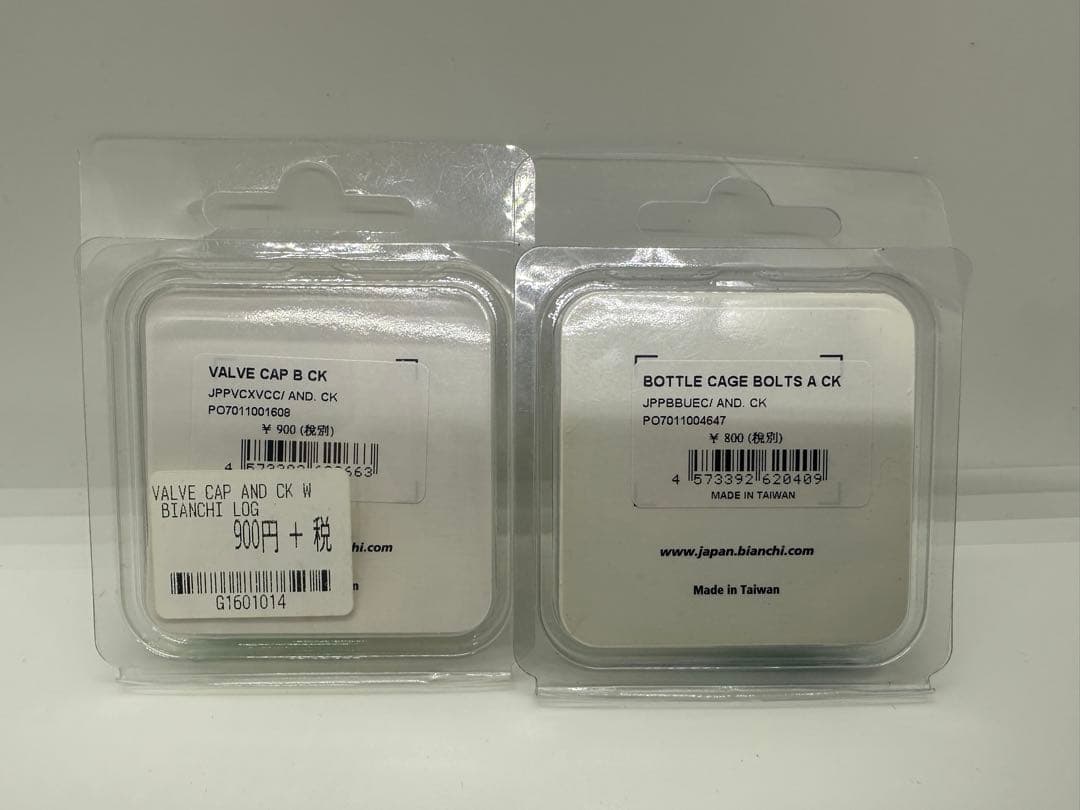 VALVE CAP B CK
JPPVCXVCC/ AND. CK
PO7011001608
¥ 900 (税別)
VALVE CAP AND CK W
BIANCHI LOG
900円 + 税
G1601014
hi.com
BOTTLE CAGE BOLTS A CK
JPPBBUEC/ AND. CK
PO7011004647
¥ 800 (税別)
4 573392 620409
MADE IN TAIWAN
www.japan.bianchi.com
Made in Taiwan